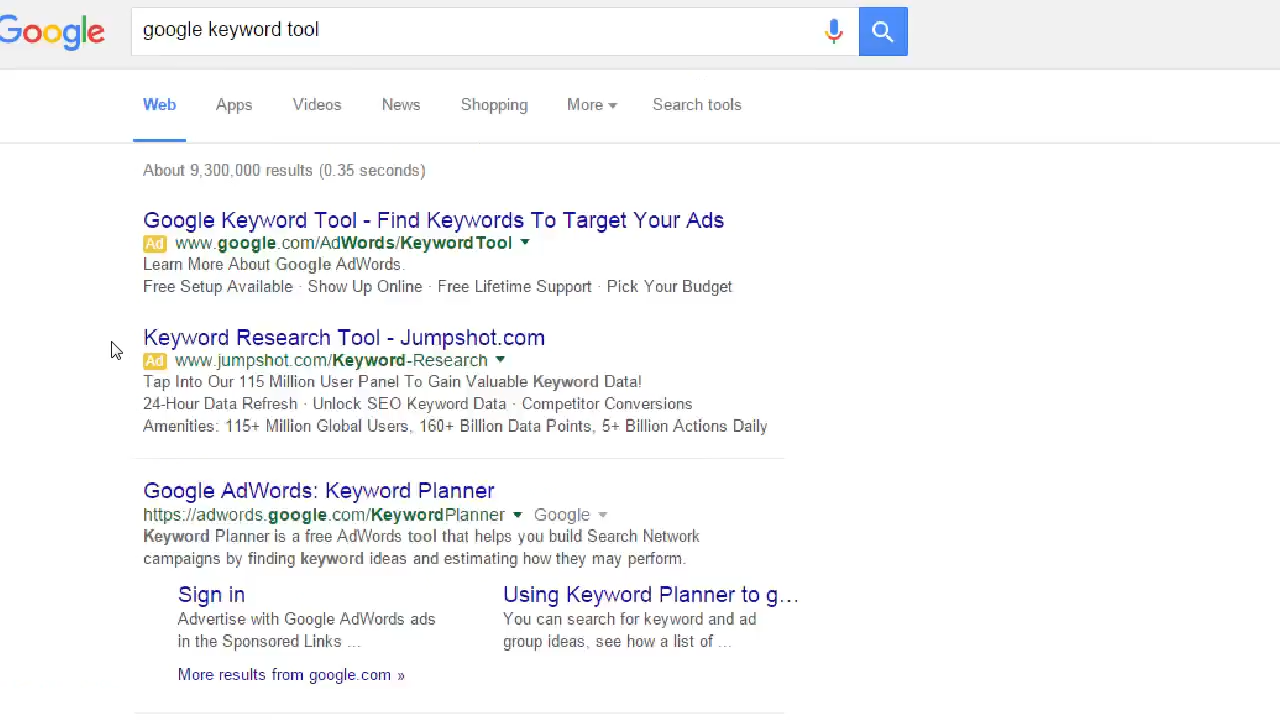 Google google keyword tool
Web Apps Videos News Shopping More Search tools
About 9,300,000 results (0.35 seconds)
Google Keyword Tool - Find Keywords To Target Your Ads
Ad www.google.com/AdWords/KeywordTool
Learn More About Google AdWords.
Free Setup Available · Show Up Online · Free Lifetime Support · Pick Your Budget
Keyword Research Tool - Jumpshot.com
Ad www.jumpshot.com/Keyword-Research
Tap Into Our 115 Million User Panel To Gain Valuable Keyword Data!
24-Hour Data Refresh · Unlock SEO Keyword Data · Competitor Conversions
Amenities: 115+ Million Global Users, 160+ Billion Data Points, 5+ Billion Actions Daily
Google AdWords: Keyword Planner
https://adwords.google.com/KeywordPlanner Google
Keyword Planner is a free AdWords tool that helps you build Search Network
campaigns by finding keyword ideas and estimating how they may perform.
Sign in
Advertise with Google AdWords ads
in the Sponsored Links ...
Using Keyword Planner to g...
You can search for keyword and ad
group ideas, see how a list of ...
More results from google.com »